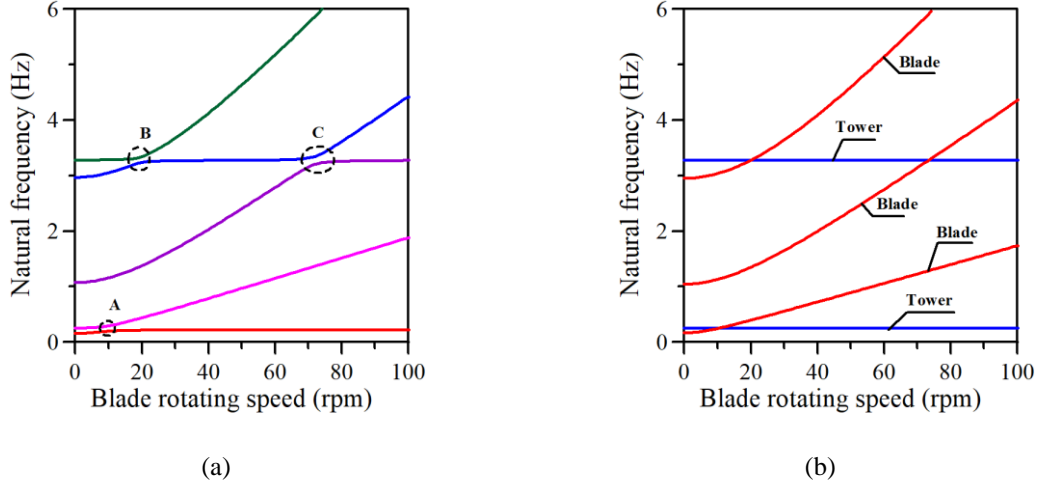 6
4
2
0
Natural frequency (Hz)
A
B
C
0 20 40 60 80 100
Blade rotating speed (rpm)
(a)
6
4
2
0
Natural frequency (Hz)
Blade
Tower
Blade
Blade
Tower
0 20 40 60 80 100
Blade rotating speed (rpm)
(b)